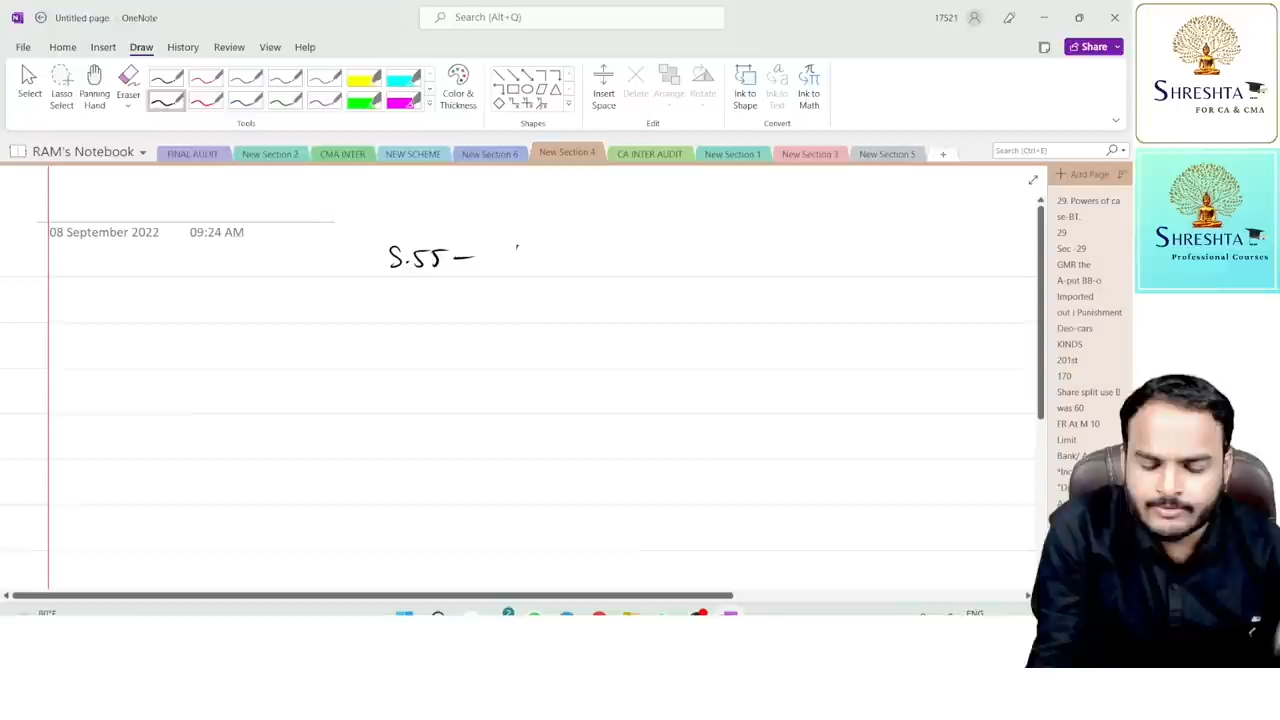 Untitled page. OneNote
Search (Alt+Q)
17521
File Home Insert Draw History Review View Help
Share
Select
Lasso Select
Panning Hand
Eraser
Color & Thickness
Insert Space
Delete
Arrange
Rotate
Ink to Shape
Ink to Text
Ink to Math
Tools
Shapes
Edit
Convert
RAM's Notebook
FINAL AUDIT
New Section 2
CMA INTER
NEW SCHEME
New Section 6
New Section 4
CA INTER AUDIT
New Section 1
New Section 3
New Section 5
Search (Ctrl+E)
Add Page
08 September 2022 09:24 AM
S.55 –
29. Powers of ca
se-BT.
29
Sec -29
GMR the
A-put BB-o
Imported
out i Punishment
Deo-cars
KINDS
201st
170
Share split use B
was 60
FR At M 10
Limit
Bank/
80°F
ENG
SHRESHTA
FOR CA & CMA
SHRESHTA
Professional Courses